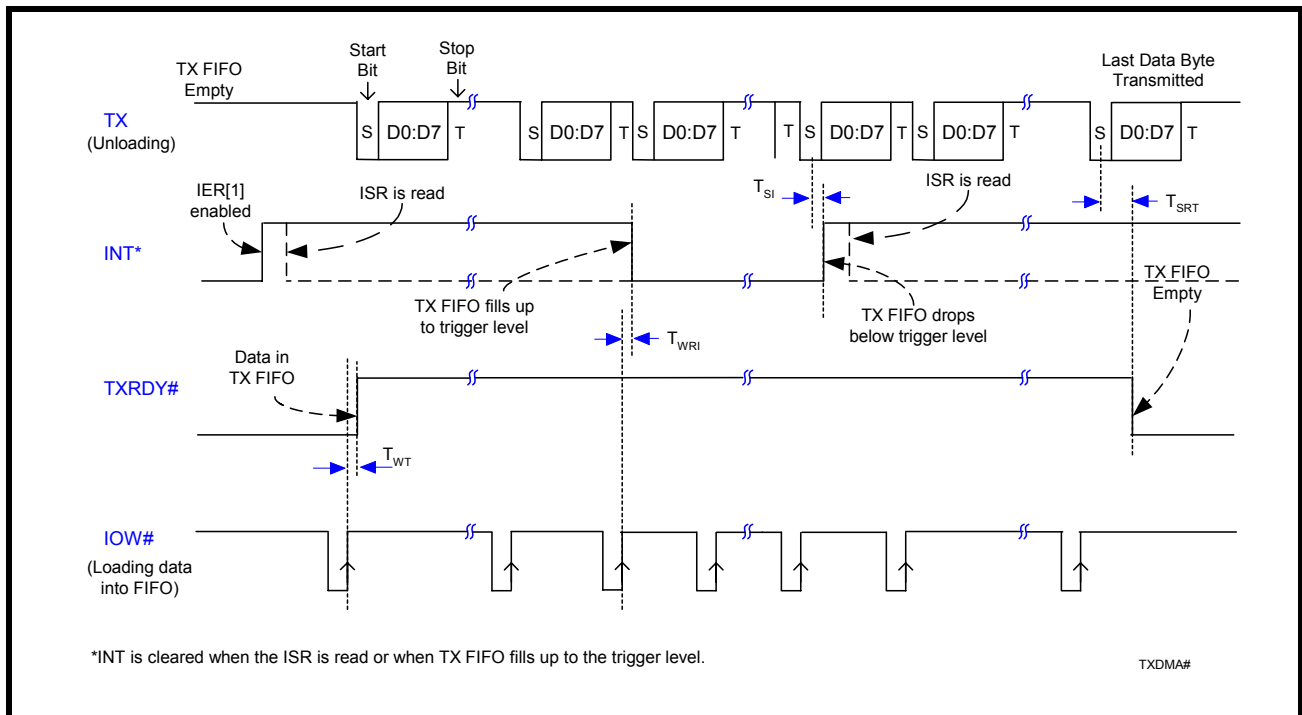 TX FIFO
Empty
Start
Bit
Stop
Bit
Last Data Byte
Transmitted
TX
(Unloading)
S D0:D7 T S D0:D7 T S D0:D7 T T S D0:D7 T S D0:D7 T S D0:D7 T
IER[1]
enabled
ISR is read
TSI
ISR is read
TSRT
INT*
TX FIFO fills up
to trigger level
TX FIFO drops
below trigger level
TX FIFO
Empty
TWRI
Data in
TX FIFO
TXRDY#
TWT
IOW#
(Loading data
into FIFO)
*INT is cleared when the ISR is read or when TX FIFO fills up to the trigger level.
TXDMA#